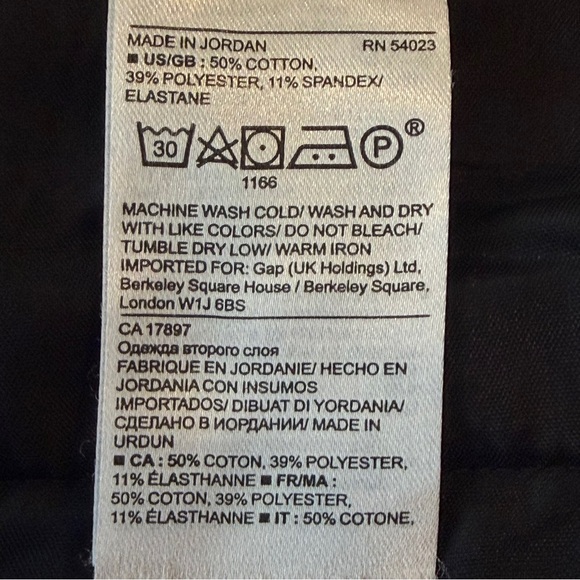 MADE IN JORDAN RN 54023
■ US/GB : 50% COTTON,
39% POLYESTER, 11% SPANDEX/
ELASTANE
30 P ®
1166
MACHINE WASH COLD/ WASH AND DRY
WITH LIKE COLORS/ DO NOT BLEACH/
TUMBLE DRY LOW/ WARM IRON
IMPORTED FOR: Gap (UK Holdings) Ltd,
Berkeley Square House / Berkeley Square,
London W1J 6BS
CA 17897
Одежда второго слоя
FABRIQUE EN JORDANIE/ HECHO EN
JORDANIA CON INSUMOS
IMPORTADOS/ DIBUAT DI YORDANIA/
СДЕЛАНО В ИОРДАНИИ/ MADE IN
URDUN
■ CA : 50% COTON, 39% POLYESTER,
11% ÉLASTHANNE ■ FR/MA :
50% COTON, 39% POLYESTER,
11% ÉLASTHANNE ■ IT : 50% COTONE,